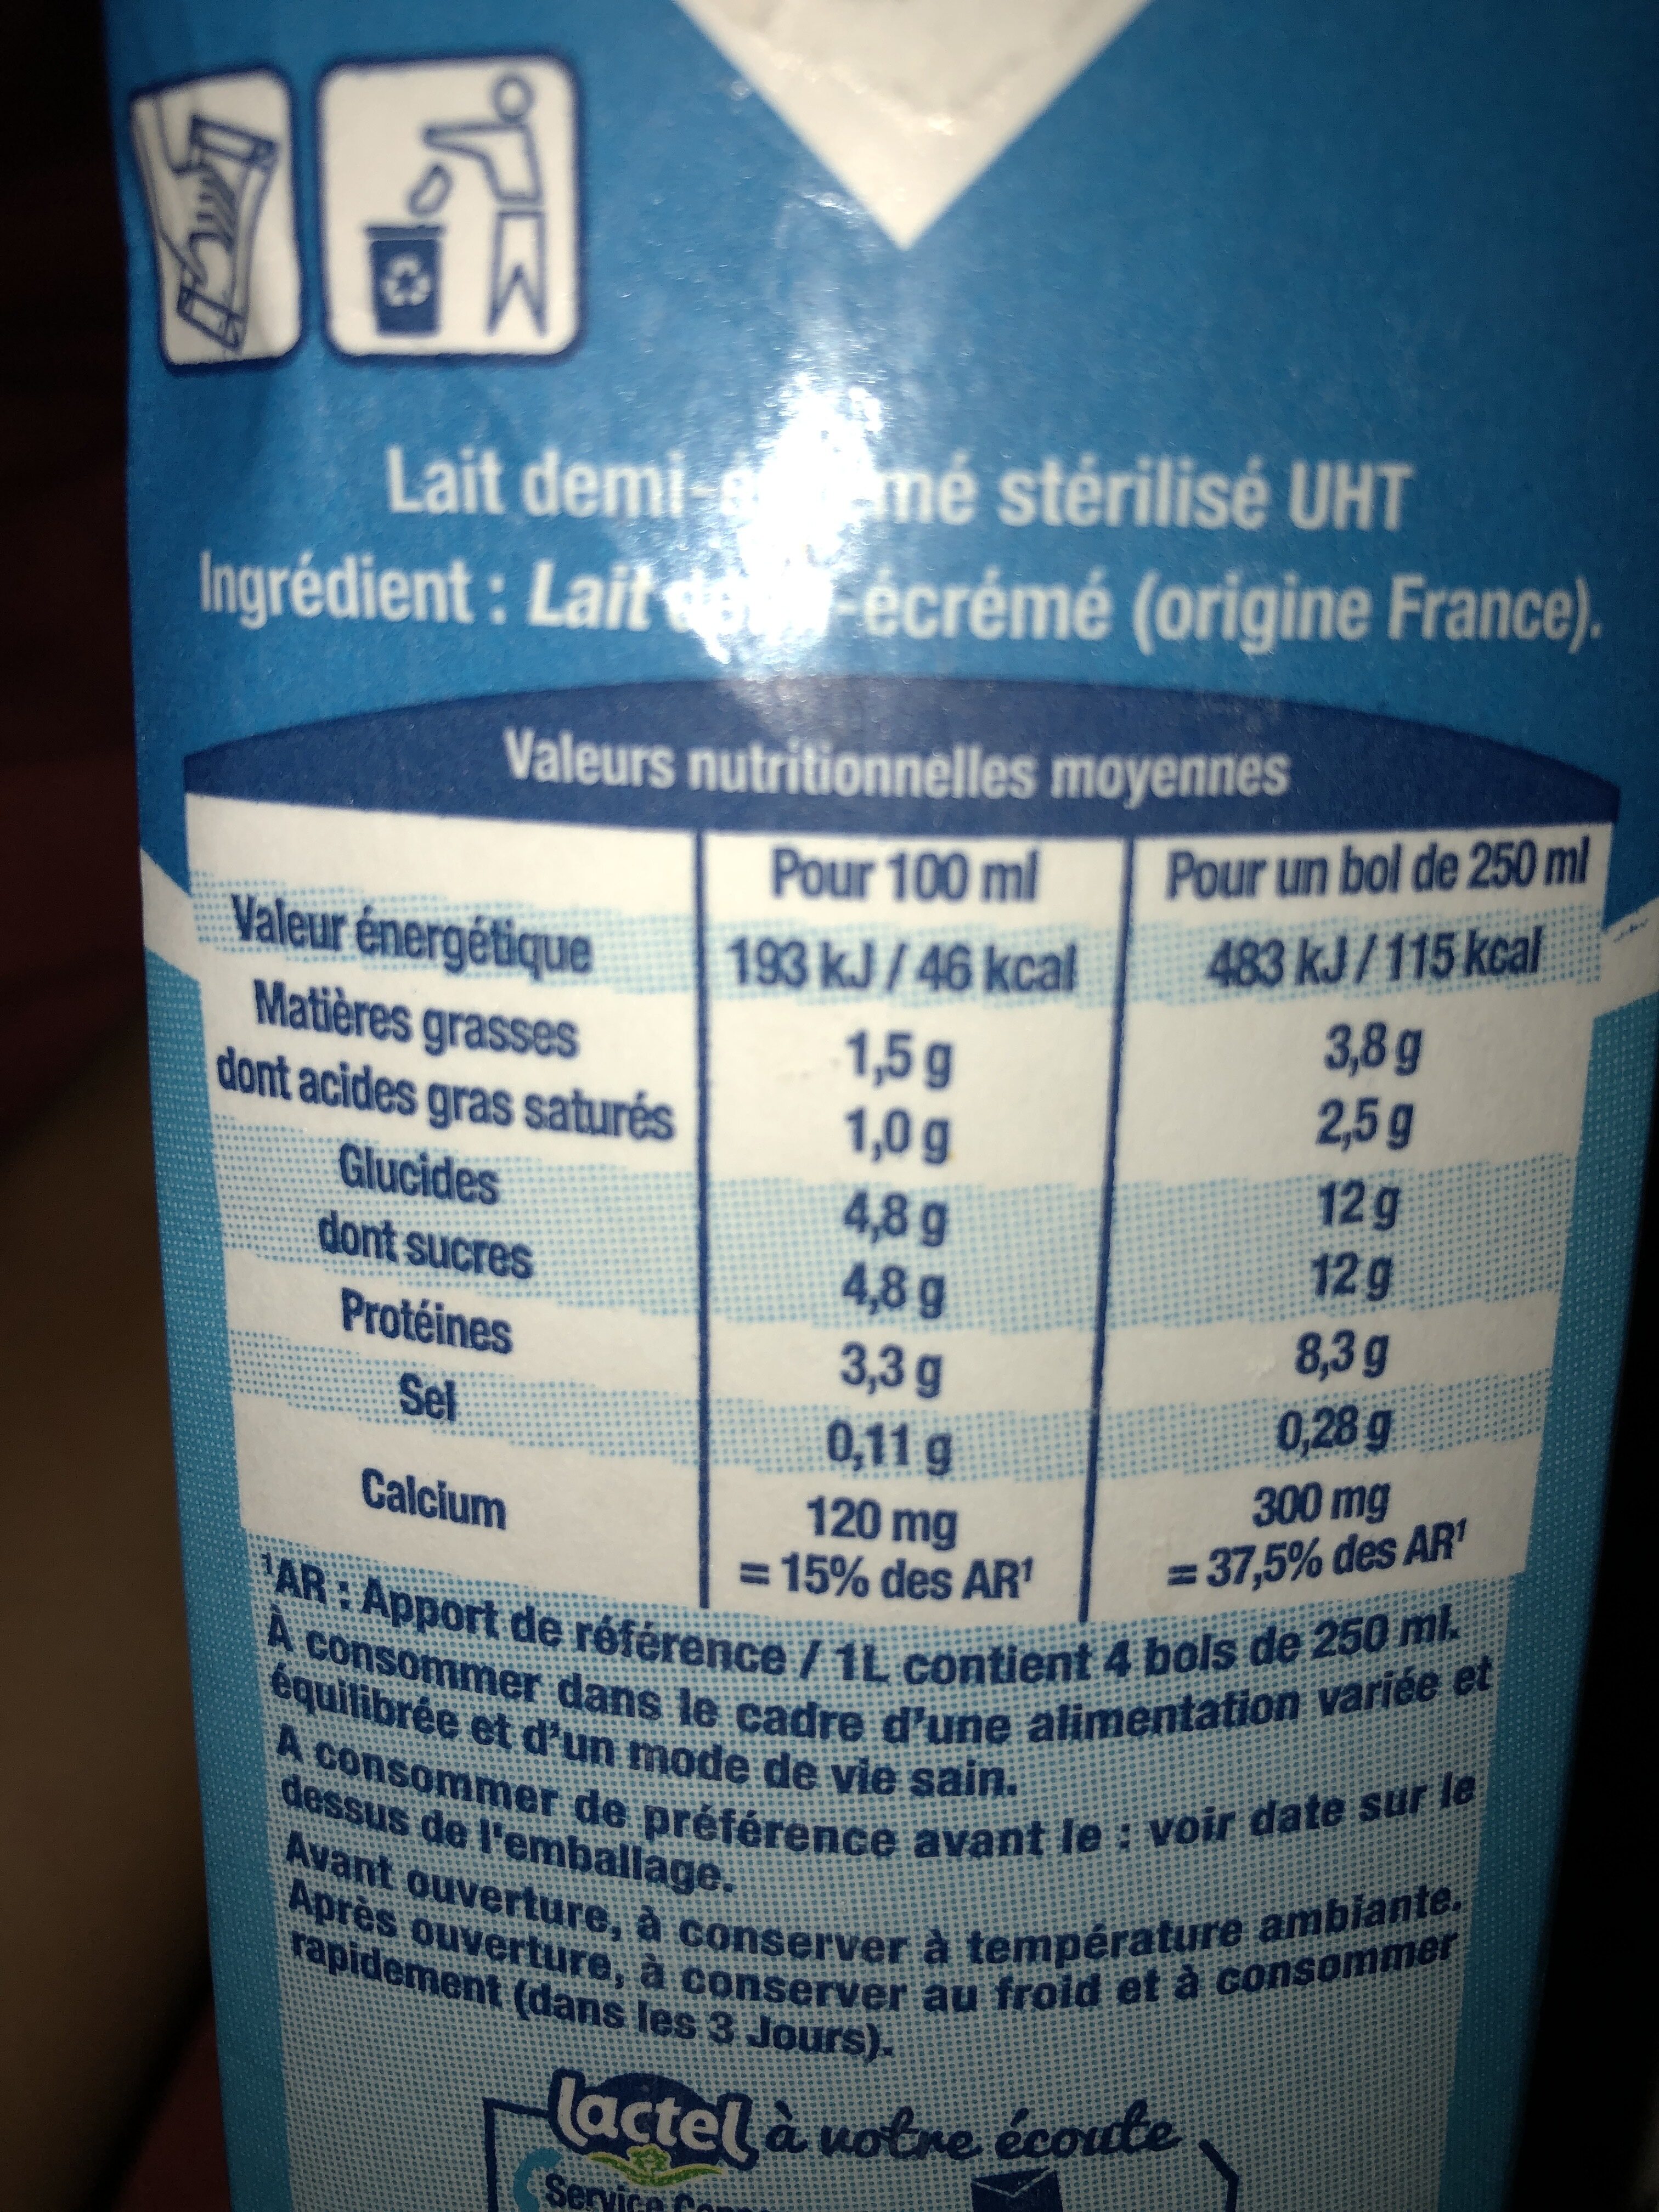 Lait demi- mé stérilisé UHT
Ingrédient : Lait -écrémé (origine France).
Valeurs nutritionnelles moyennes
Pour 100 ml Pour un bol de 250 ml
Valeur énergétique 193 kJ / 46 kcal 483 kJ / 115 kcal
Matières grasses 1,5 g 3,8 g
dont acides gras saturés 1,0 g 2,5 g
Glucides 4,8 g 12 g
dont sucres 4,8 g 12 g
Protéines 3,3 g 8,3 g
Sel 0,11 g 0,28 g
Calcium 120 mg 300 mg
= 15% des AR¹ = 37,5% des AR¹
¹AR : Apport de référence / 1L contient 4 bols de 250 ml.
À consommer dans le cadre d'une alimentation variée et
équilibrée et d'un mode de vie sain.
A consommer de préférence avant le : voir date sur le
dessus de l'emballage.
Avant ouverture, à conserver à température ambiante.
Après ouverture, à conserver au froid et à consommer
rapidement (dans les 3 Jours).
lactel à votre écoute
Service